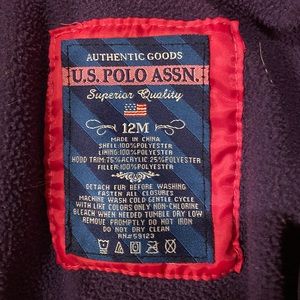 AUTHENTIC GOODS
U.S. POLO ASSN.
Superior Quality
12M
MADE IN CHINA
SHELL:100% POLYESTER
LINING:100% POLYESTER
HOOD TRIM:75% ACRYLIC 25% POLYESTER
FILLER:100% POLYESTER
DETACH FUR BEFORE WASHING
FASTEN ALL CLOSURES
MACHINE WASH COLD GENTLE CYCLE
WITH LIKE COLORS ONLY NON-CHLORINE
BLEACH WHEN NEEDED TUMBLE DRY LOW
REMOVE PROMPTLY DO NOT IRON
DO NOT DRY CLEAN
RN#59123